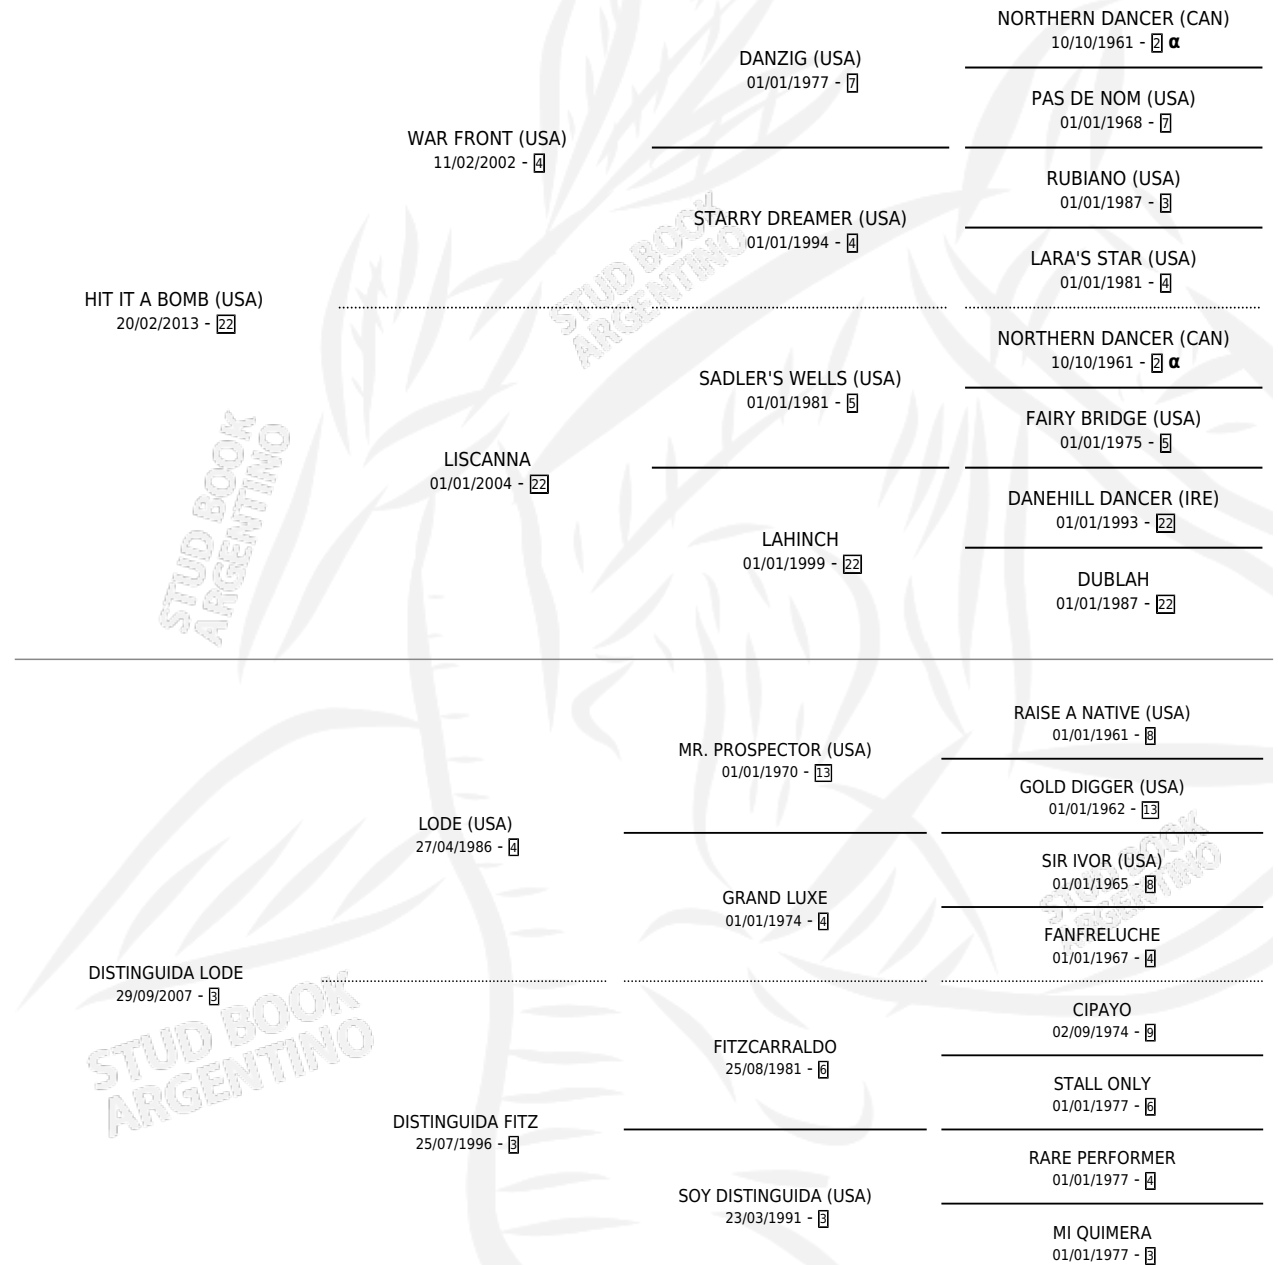 NORTHERN DANCER (CAN)
10/10/1961 - 2 α
DANZIG (USA)
01/01/1977 - 7
PAS DE NOM (USA)
01/01/1968 - 7
WAR FRONT (USA)
11/02/2002 - 4
RUBIANO (USA)
01/01/1987 - 3
STARRY DREAMER (USA)
01/01/1994 - 4
LARA'S STAR (USA)
01/01/1981 - 4
HIT IT A BOMB (USA)
20/02/2013 - 22
NORTHERN DANCER (CAN)
10/10/1961 - 2 α
SADLER'S WELLS (USA)
01/01/1981 - 5
FAIRY BRIDGE (USA)
01/01/1975 - 5
LISCANNA
01/01/2004 - 22
DANEHILL DANCER (IRE)
01/01/1993 - 22
LAHINCH
01/01/1999 - 22
DUBLAH
01/01/1987 - 22
RAISE A NATIVE (USA)
01/01/1961 - 8
MR. PROSPECTOR (USA)
01/01/1970 - 13
GOLD DIGGER (USA)
01/01/1962 - 13
LODE (USA)
27/04/1986 - 4
SIR IVOR (USA)
01/01/1965 - 8
GRAND LUXE
01/01/1974 - 4
FANFRELUCHE
01/01/1967 - 4
DISTINGUIDA LODE
29/09/2007 - 3
CIPAYO
02/09/1974 - 9
FITZCARRALDO
25/08/1981 - 6
STALL ONLY
01/01/1977 - 6
DISTINGUIDA FITZ
25/07/1996 - 3
RARE PERFORMER
01/01/1977 - 4
SOY DISTINGUIDA (USA)
23/03/1991 - 3
MI QUIMERA
01/01/1977 - 3
STUD BOOK
ARGENTINO
STUD BOOK
ARGENTINO
STUD BOOK
ARGENTINO
STUD BOOK
ARGENTINO